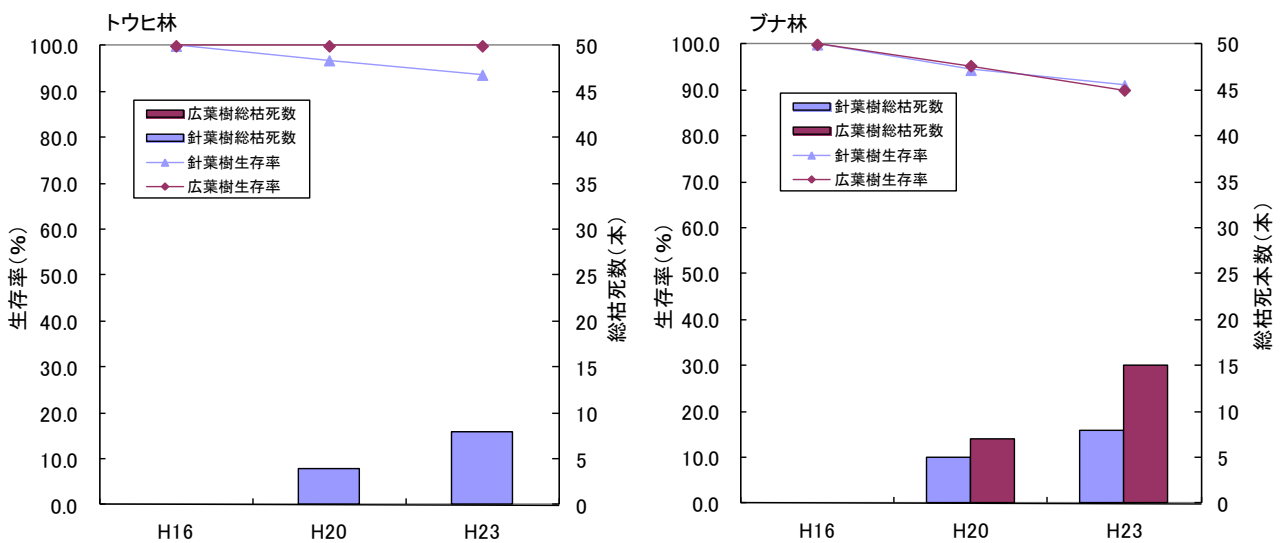 トウヒ林
100.0
90.0
80.0
70.0
60.0
50.0
40.0
30.0
20.0
10.0
0.0
生存率(%)
広葉樹総枯死数
針葉樹総枯死数
針葉樹生存率
広葉樹生存率
50
45
40
35
30
25
20
15
10
5
0
総枯死数(本)
H16 H20 H23
ブナ林
100.0
90.0
80.0
70.0
60.0
50.0
40.0
30.0
20.0
10.0
0.0
生存率(%)
針葉樹総枯死数
広葉樹総枯死数
針葉樹生存率
広葉樹生存率
50
45
40
35
30
25
20
15
10
5
0
総枯死本数(本)
H16 H20 H23